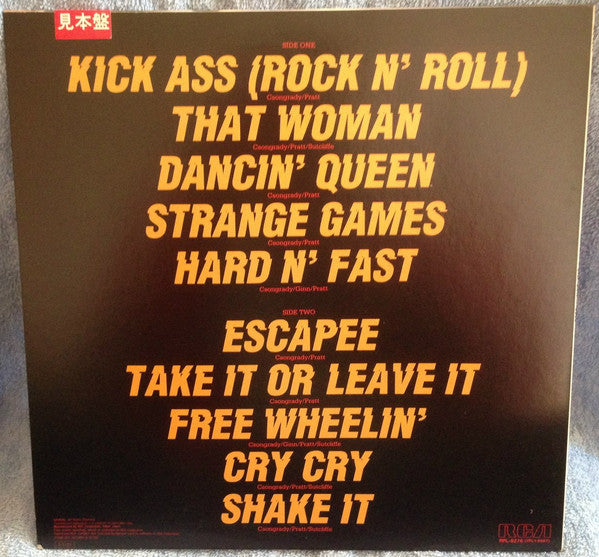 見本盤
SIDE ONE
KICK ASS (ROCK N' ROLL)
Csongrady/Pratt
THAT WOMAN
Csongrady/Pratt/Sutcliffe
DANCIN' QUEEN
Csongrady/Pratt
STRANGE GAMES
Csongrady/Pratt
HARD N' FAST
Csongrady/Ginn/Pratt
SIDE TWO
ESCAPEE
Csongrady/Pratt
TAKE IT OR LEAVE IT
Csongrady/Pratt
FREE WHEELIN'
Csongrady/Ginn/Pratt/Sutcliffe
CRY CRY
Csongrady/Pratt/Sutcliffe
SHAKE IT
Csongrady/Pratt/Sutcliffe
RCA